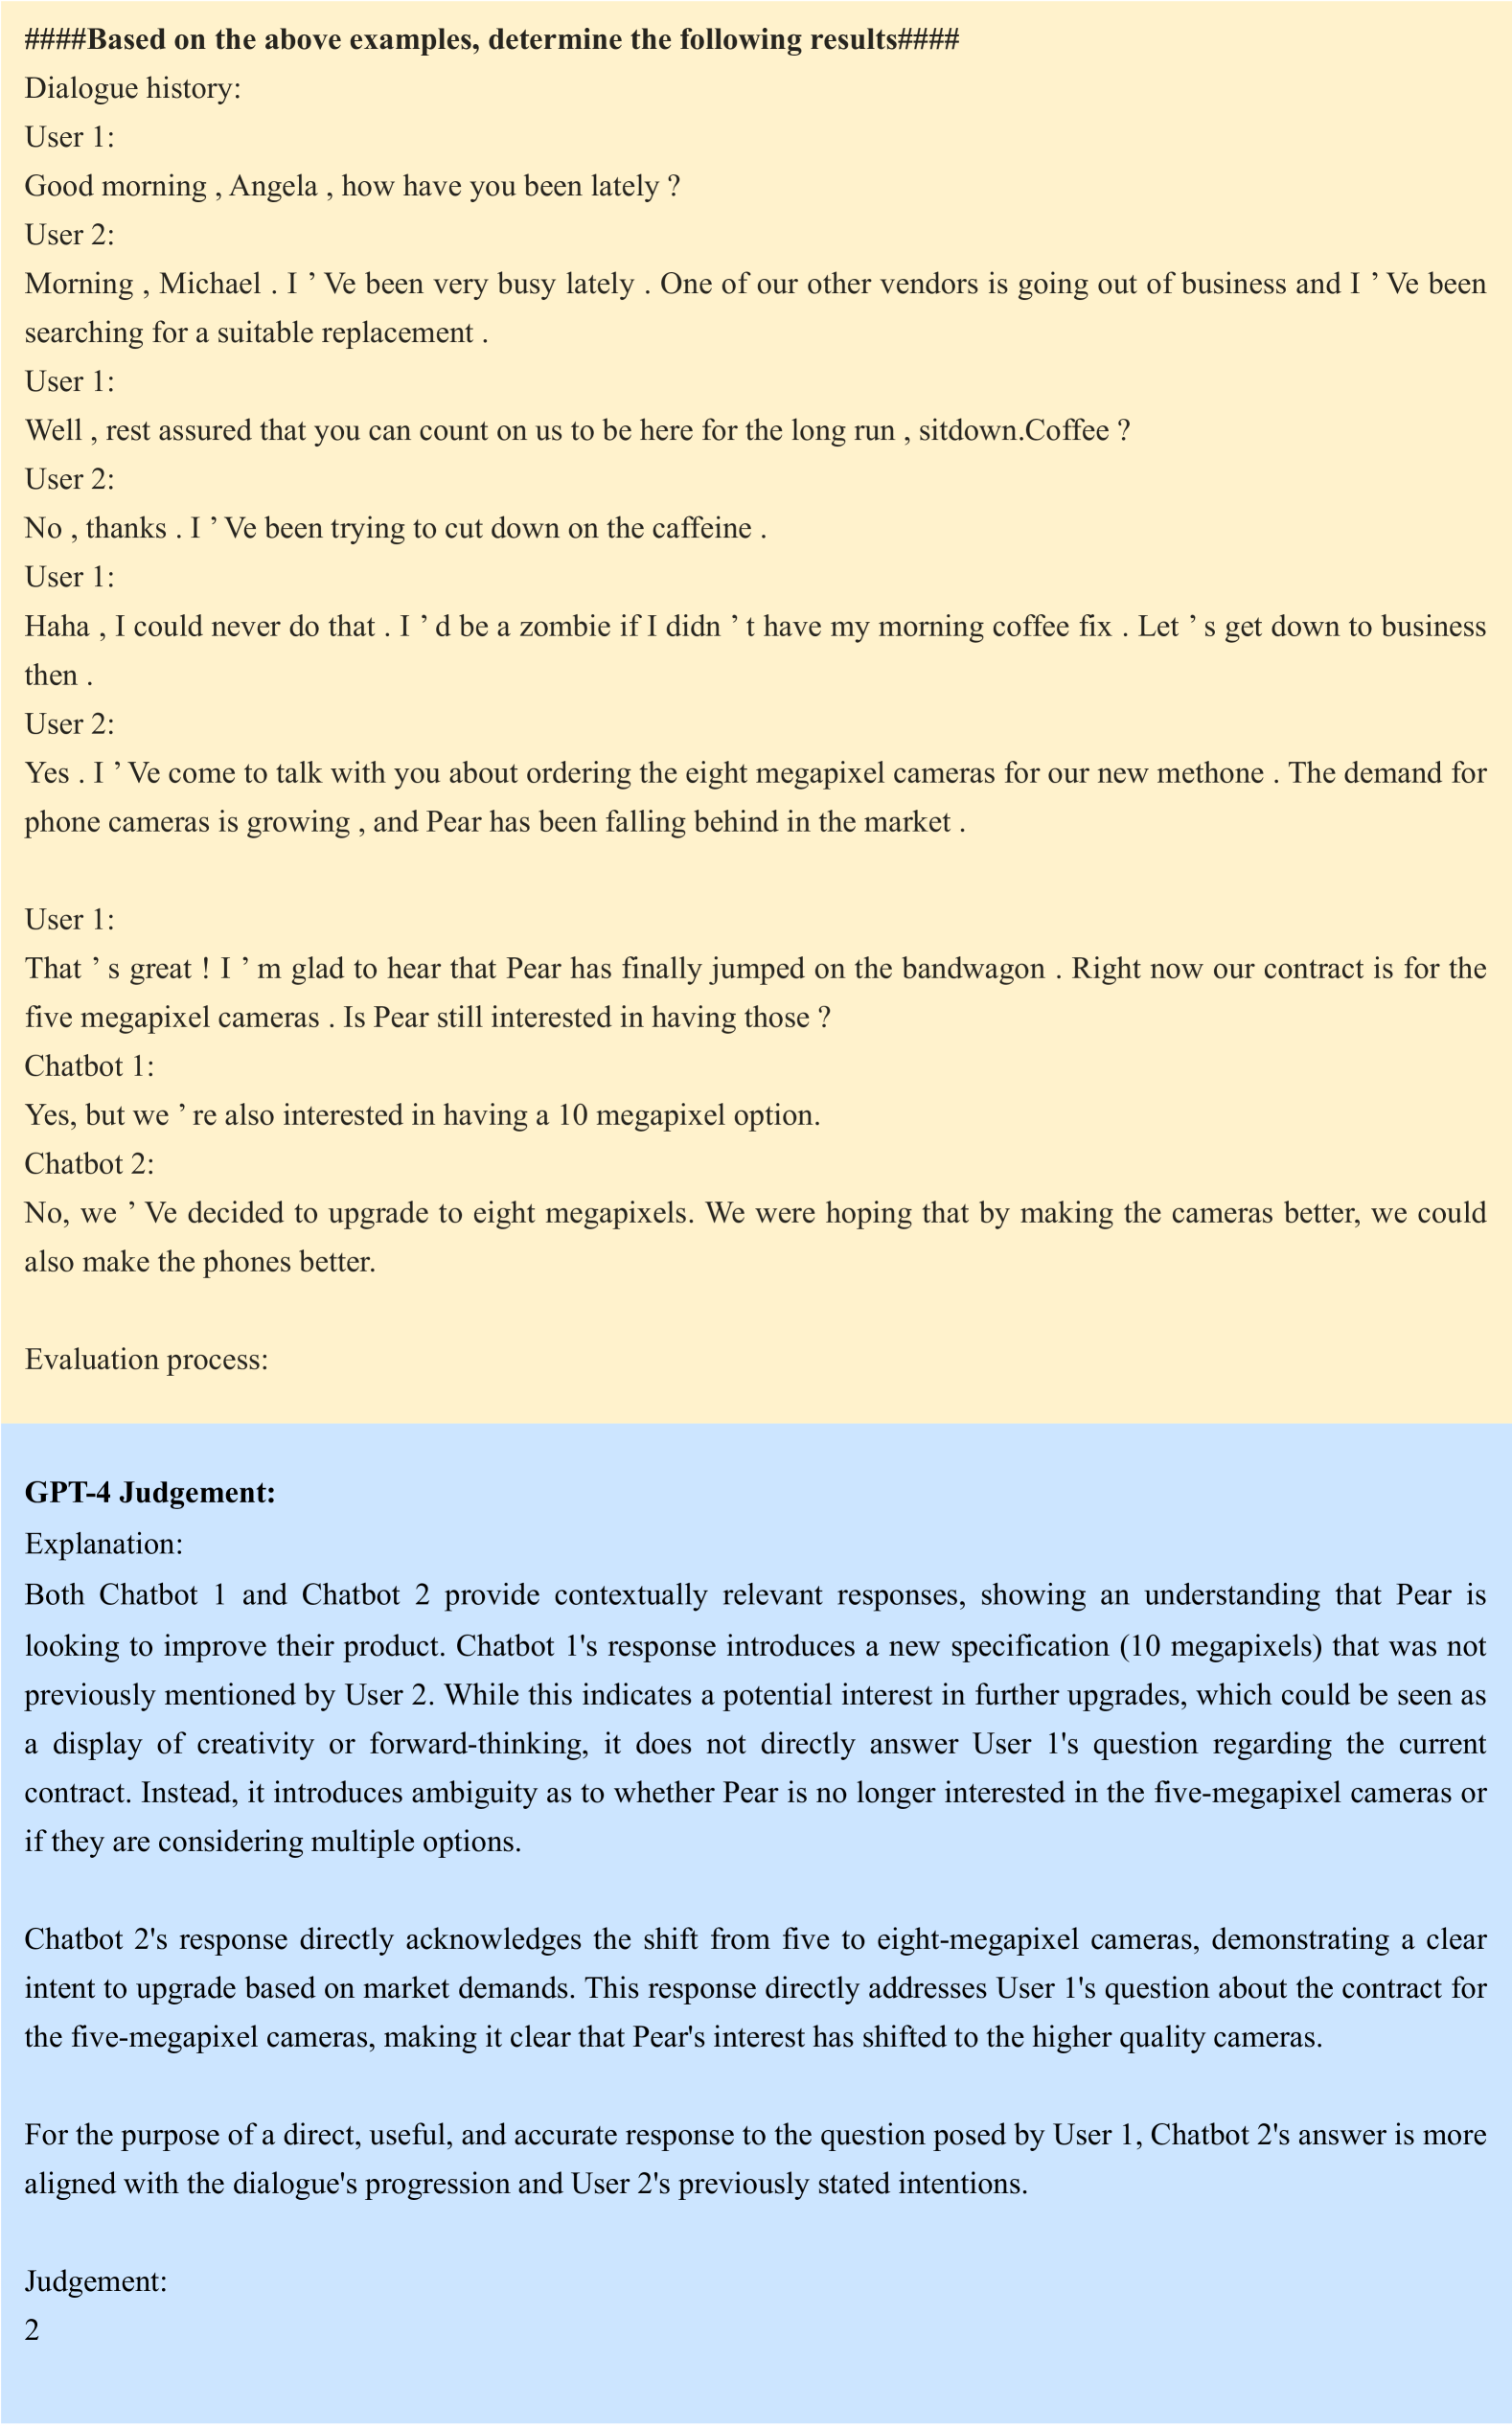 ####Based on the above examples, determine the following results####
Dialogue history:
User 1:
Good morning , Angela , how have you been lately ?
User 2:
Morning , Michael . I ’ Ve been very busy lately . One of our other vendors is going out of business and I ’ Ve been
searching for a suitable replacement .
User 1:
Well , rest assured that you can count on us to be here for the long run , sitdown.Coffee ?
User 2:
No , thanks . I ’ Ve been trying to cut down on the caffeine .
User 1:
Haha , I could never do that . I ’ d be a zombie if I didn ’ t have my morning coffee fix . Let ’ s get down to business
then .
User 2:
Yes . I ’ Ve come to talk with you about ordering the eight megapixel cameras for our new methone . The demand for
phone cameras is growing , and Pear has been falling behind in the market .
User 1:
That ’ s great ! I ’ m glad to hear that Pear has finally jumped on the bandwagon . Right now our contract is for the
five megapixel cameras . Is Pear still interested in having those ?
Chatbot 1:
Yes, but we ’ re also interested in having a 10 megapixel option.
Chatbot 2:
No, we ’ Ve decided to upgrade to eight megapixels. We were hoping that by making the cameras better, we could
also make the phones better.
Evaluation process:
GPT-4 Judgement:
Explanation:
Both Chatbot 1 and Chatbot 2 provide contextually relevant responses, showing an understanding that Pear is
looking to improve their product. Chatbot 1's response introduces a new specification (10 megapixels) that was not
previously mentioned by User 2. While this indicates a potential interest in further upgrades, which could be seen as
a display of creativity or forward-thinking, it does not directly answer User 1's question regarding the current
contract. Instead, it introduces ambiguity as to whether Pear is no longer interested in the five-megapixel cameras or
if they are considering multiple options.
Chatbot 2's response directly acknowledges the shift from five to eight-megapixel cameras, demonstrating a clear
intent to upgrade based on market demands. This response directly addresses User 1's question about the contract for
the five-megapixel cameras, making it clear that Pear's interest has shifted to the higher quality cameras.
For the purpose of a direct, useful, and accurate response to the question posed by User 1, Chatbot 2's answer is more
aligned with the dialogue's progression and User 2's previously stated intentions.
Judgement:
2